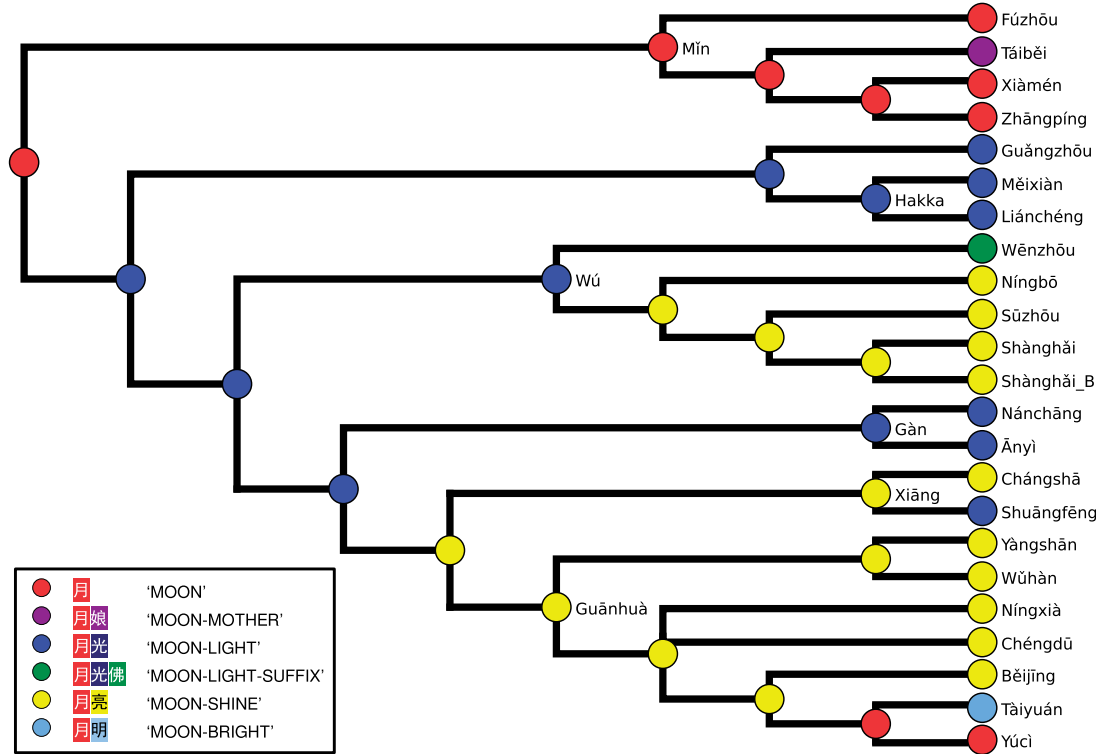 Fúzhōu
Mǐn
Táiběi
Xiàmén
Zhāngpíng
Guǎngzhōu
Měixiàn
Hakka
Liánchéng
Wēnzhōu
Wú
Níngbō
Sūzhōu
Shànghǎi
Shànghǎi_B
Nánchāng
Gàn
Ānyì
Chángshā
Xiāng
Shuāngfēng
Yàngshān
Wǔhàn
Guānhuà
Níngxià
Chéngdū
Běijīng
Tàiyuán
Yúcì
月 ‘MOON’
月娘 ‘MOON-MOTHER’
月光 ‘MOON-LIGHT’
月光佛 ‘MOON-LIGHT-SUFFIX’
月亮 ‘MOON-SHINE’
月明 ‘MOON-BRIGHT’